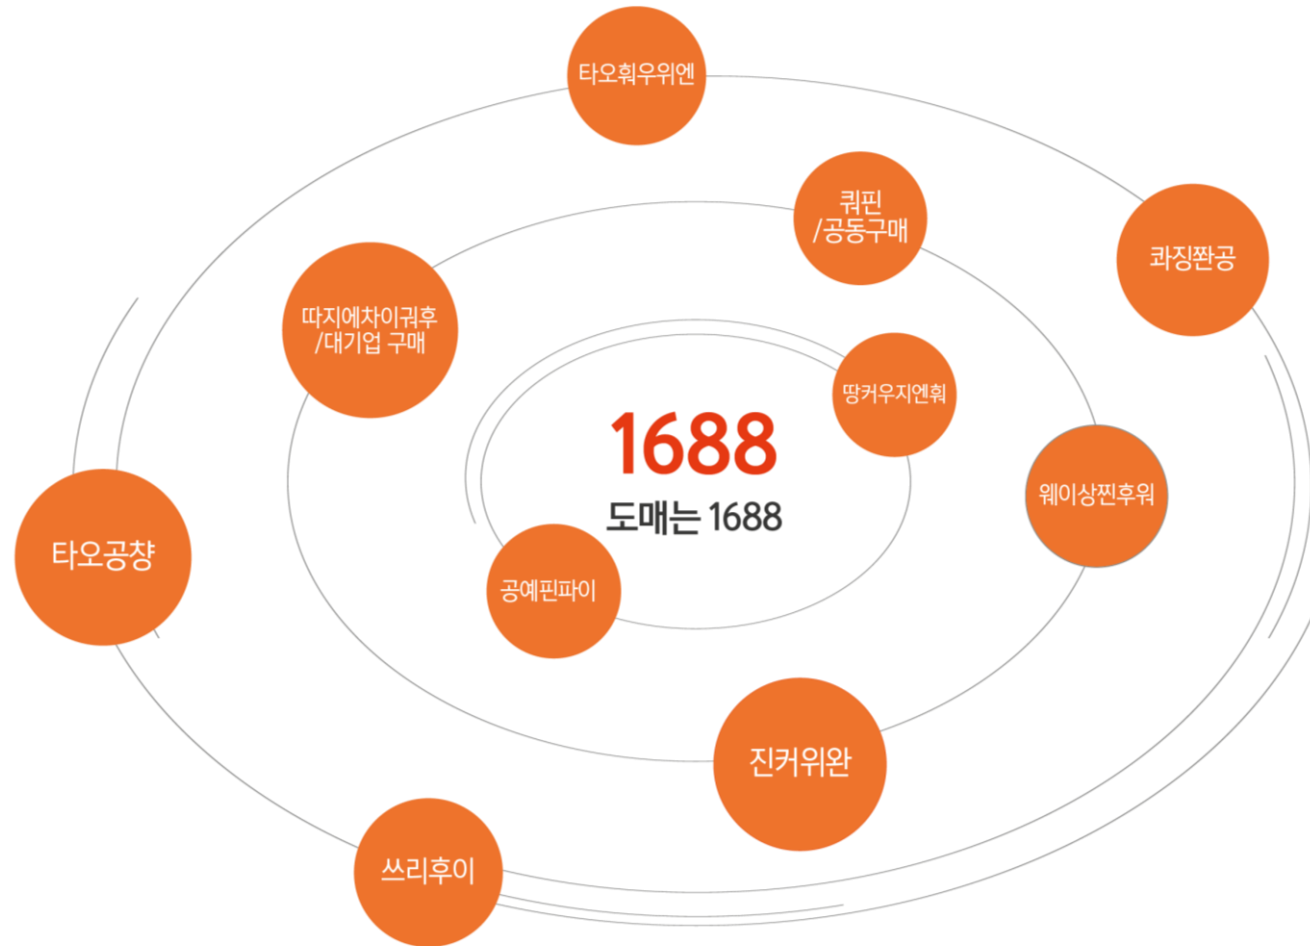 타오훠우위엔
쿼핀
/공동구매
콰징쫜공
따지에차이궈후
/대기업 구매
땅커우지엔훠
1688
도매는 1688
웨이상찐후워
타오공챵
공예핀파이
진커위완
쓰리후이